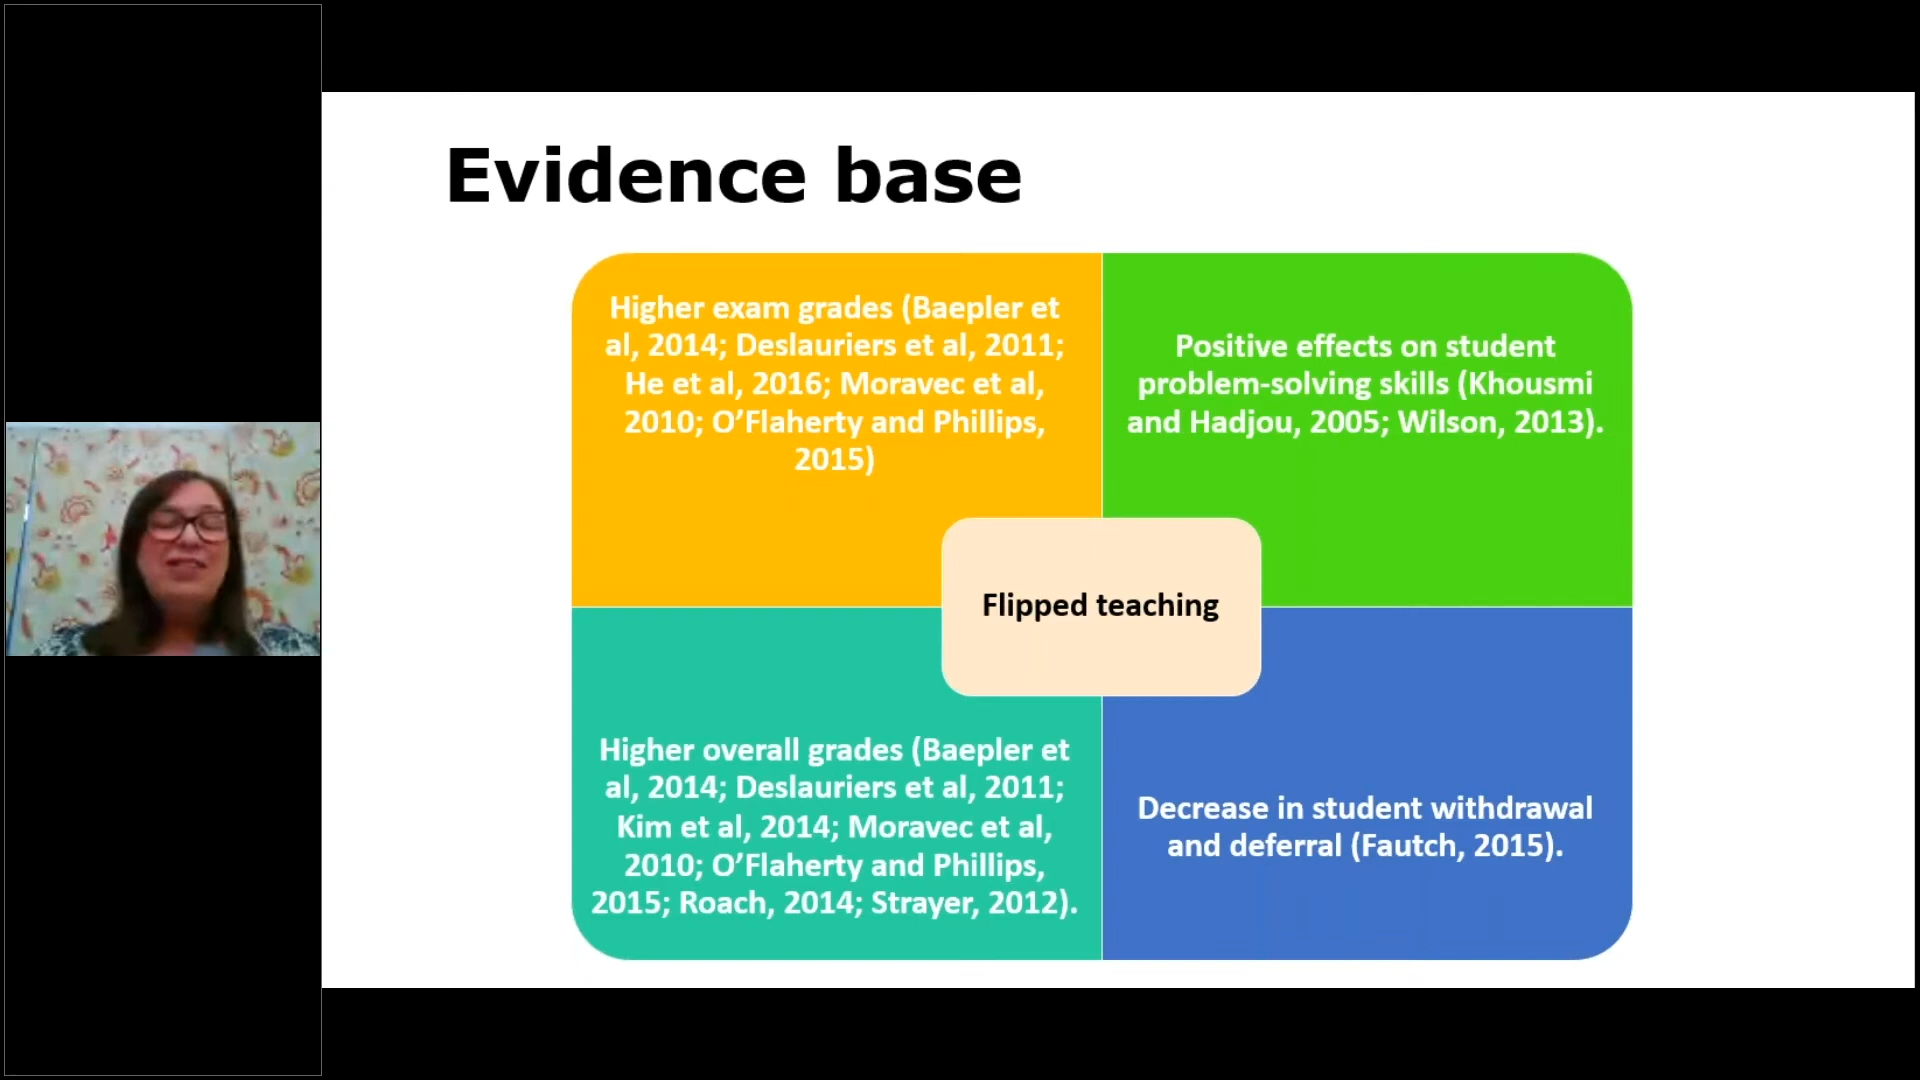 Evidence base
Higher exam grades (Baepler et
al, 2014; Deslauriers et al, 2011;
He et al, 2016; Moravec et al,
2010; O’Flaherty and Phillips,
2015)
Positive effects on student
problem-solving skills (Khousmi
and Hadjou, 2005; Wilson, 2013).
Flipped teaching
Higher overall grades (Baepler et
al, 2014; Deslauriers et al, 2011;
Kim et al, 2014; Moravec et al,
2010; O’Flaherty and Phillips,
2015; Roach, 2014; Strayer, 2012).
Decrease in student withdrawal
and deferral (Fautch, 2015).